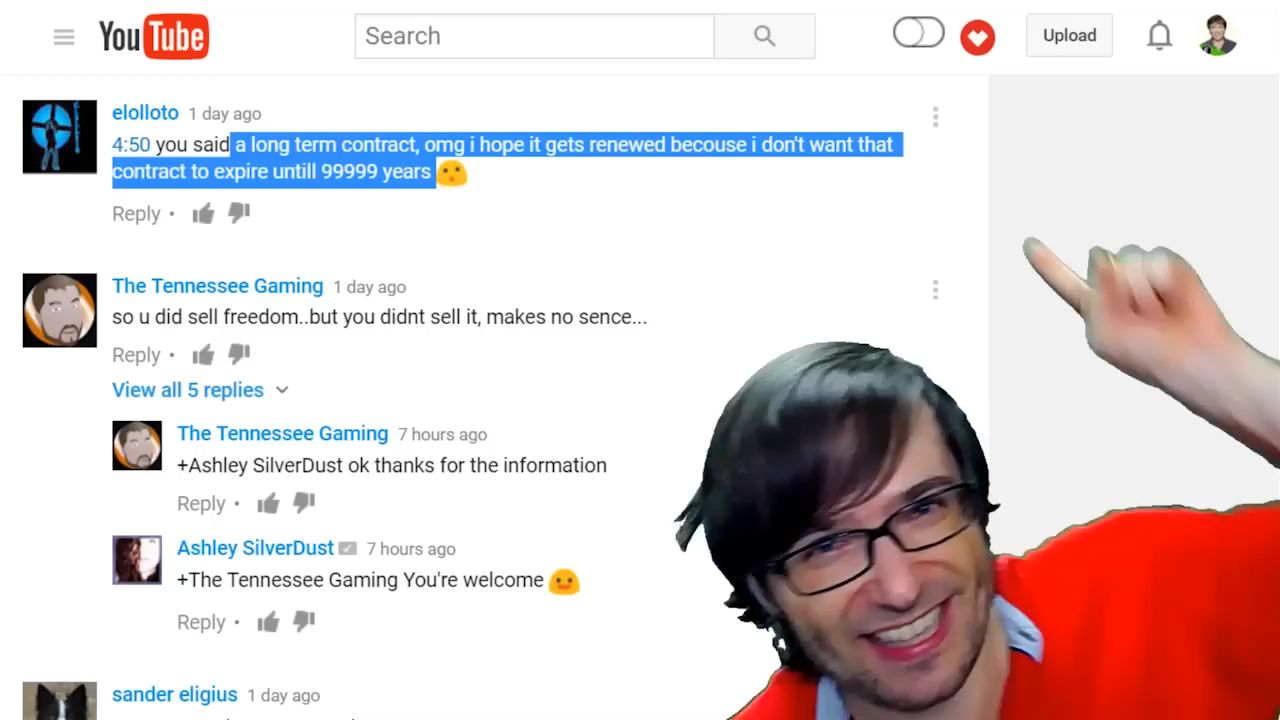 YouTube
Search
Upload
elolloto 1 day ago
4:50 you said a long term contract, omg i hope it gets renewed becouse i don't want that
contract to expire untill 99999 years
Reply •
The Tennessee Gaming 1 day ago
so u did sell freedom..but you didnt sell it, makes no sence...
Reply •
View all 5 replies
The Tennessee Gaming 7 hours ago
+Ashley SilverDust ok thanks for the information
Reply •
Ashley SilverDust 7 hours ago
+The Tennessee Gaming You're welcome
Reply •
sander eligius 1 day ago